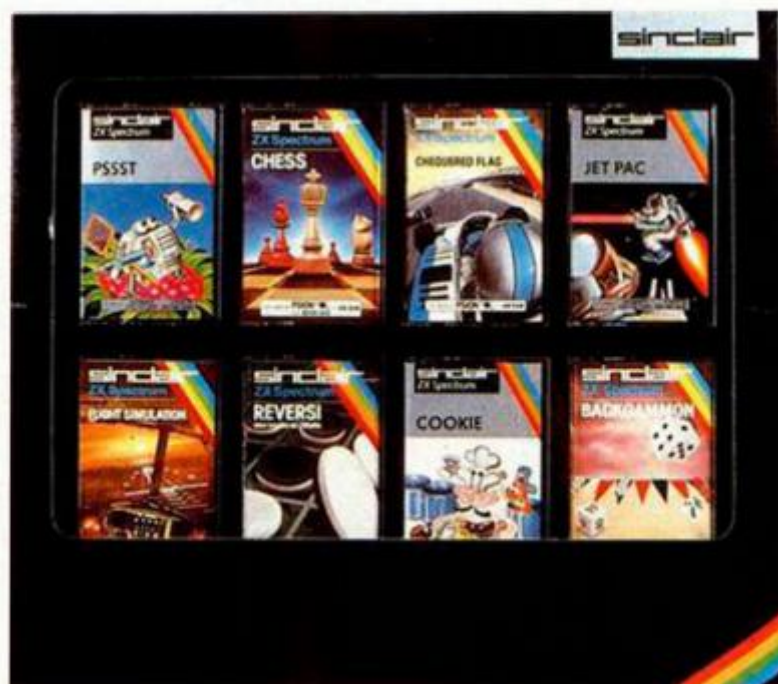 sinclair
sinclair
ZX Spectrum
PSSST
sinclair
ZX Spectrum
CHESS
sinclair
ZX Spectrum
CHEQUERED FLAG
sinclair
ZX Spectrum
JET PAC
sinclair
ZX Spectrum
FLIGHT SIMULATION
sinclair
ZX Spectrum
REVERSI
sinclair
ZX Spectrum
COOKIE
sinclair
ZX Spectrum
BACKGAMMON